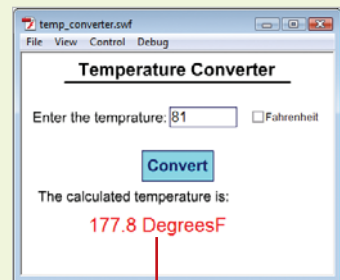 temp_converter.swf
File View Control Debug
Temperature Converter
Enter the temprature: 81 Fahrenheit
Convert
The calculated temperature is:
177.8 DegreesF